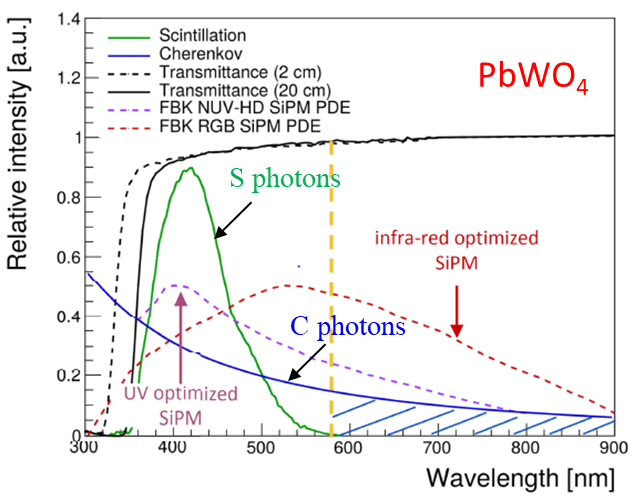 Relative intensity [a.u.]
1.4
1.2
1
0.8
0.6
0.4
0.2
0
Scintillation
Cherenkov
Transmittance (2 cm)
Transmittance (20 cm)
FBK NUV-HD SiPM PDE
FBK RGB SiPM PDE
PbWO4
S photons
infra-red optimized
SiPM
C photons
UV optimized
SiPM
300 400 500 600 700 800 900
Wavelength [nm]